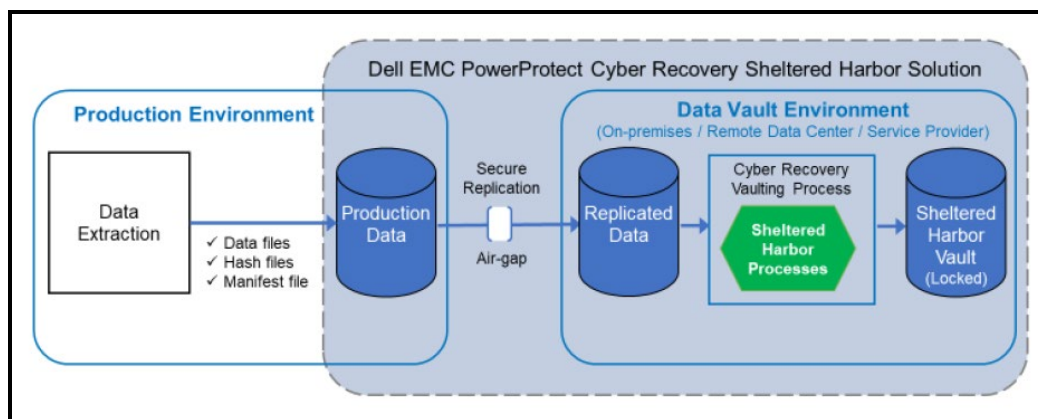 Dell EMC PowerProtect Cyber Recovery Sheltered Harbor Solution
Production Environment
Data
Extraction
✓ Data files
✓ Hash files
✓ Manifest file
Production
Data
Secure
Replication
Air-gap
Data Vault Environment
(On-premises / Remote Data Center / Service Provider)
Replicated
Data
Cyber Recovery
Vaulting Process
Sheltered
Harbor
Processes
Sheltered
Harbor
Vault
(Locked)